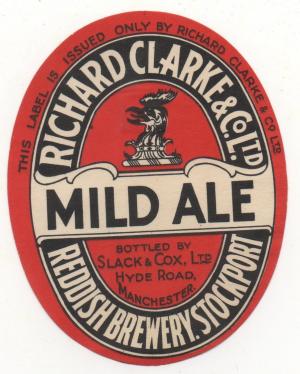 THIS LABEL IS ISSUED ONLY BY RICHARD CLARKE & CO LTD
RICHARD CLARKE & CO. LTD
MILD ALE
BOTTLED BY
SLACK & COX, LTD
HYDE ROAD,
MANCHESTER.
REDDISH BREWERY. STOCKPORT